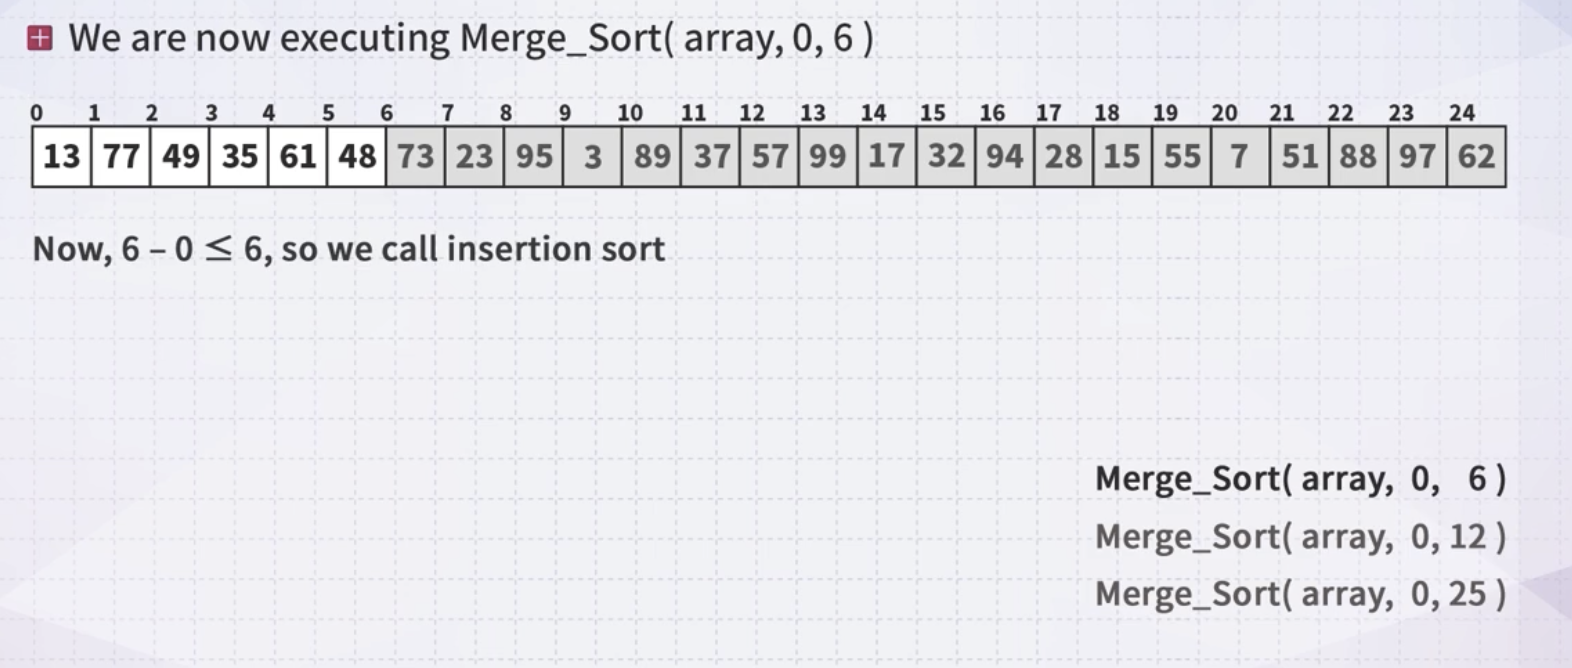 We are now executing Merge_Sort( array, 0, 6 )
0 1 2 3 4 5 6 7 8 9 10 11 12 13 14 15 16 17 18 19 20 21 22 23 24
13 77 49 35 61 48 73 23 95 3 89 37 57 99 17 32 94 28 15 55 7 51 88 97 62
Now, 6 – 0 ≤ 6, so we call insertion sort
Merge_Sort( array, 0, 6 )
Merge_Sort( array, 0, 12 )
Merge_Sort( array, 0, 25 )